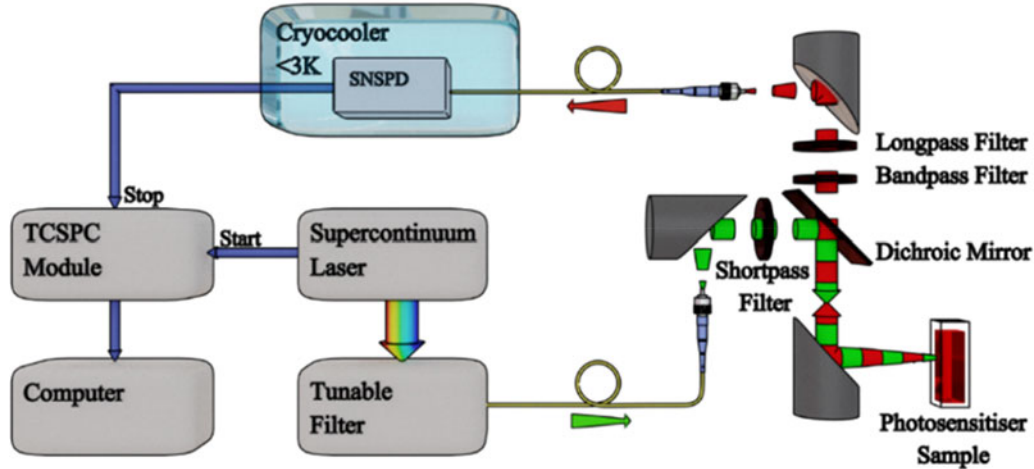 Cryocooler
<3K
SNSPD
Longpass Filter
Bandpass Filter
Stop
TCSPC
Module
Start
Supercontinuum
Laser
Dichroic Mirror
Shortpass
Filter
Computer
Tunable
Filter
Photosensitiser
Sample